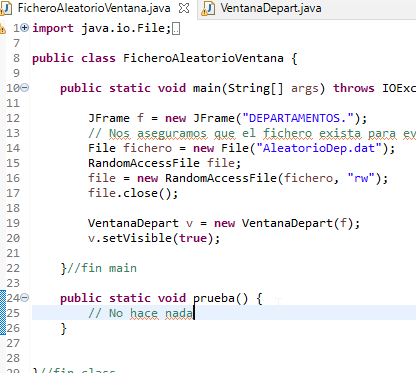 FicheroAleatorioVentana.java VentanaDepart.java
1 import java.io.File;
7
8 public class FicheroAleatorioVentana {
9
10 public static void main(String[] args) throws IOExc
11
12 JFrame f = new JFrame("DEPARTAMENTOS.");
13 // Nos aseguramos que el fichero exista para ev
14 File fichero = new File("AleatorioDep.dat");
15 RandomAccessFile file;
16 file = new RandomAccessFile(fichero, "rw");
17 file.close();
18
19 VentanaDepart v = new VentanaDepart(f);
20 v.setVisible(true);
21
22 }//fin main
23
24 public static void prueba() {
25 // No hace nada
26 }
27
28
29 }//fin class